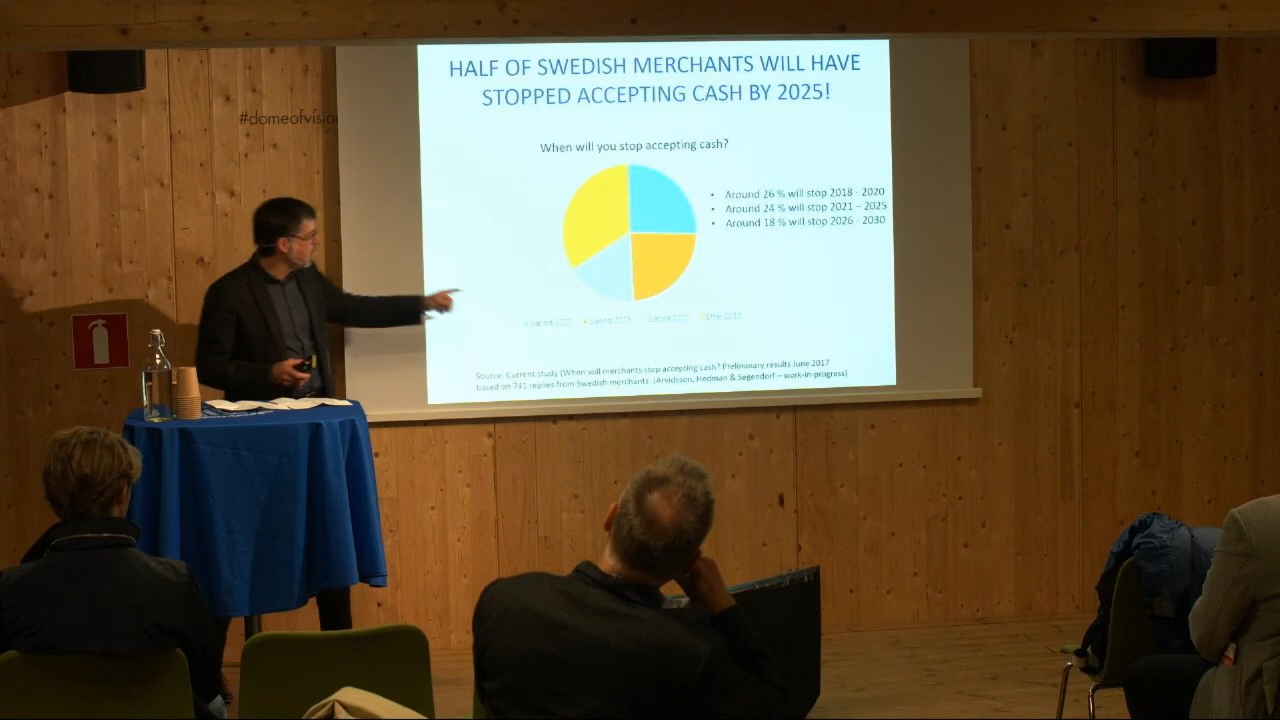 #domeofvisio
HALF OF SWEDISH MERCHANTS WILL HAVE
STOPPED ACCEPTING CASH BY 2025!
When will you stop accepting cash?
• Around 26 % will stop 2018 - 2020
• Around 24 % will stop 2021 – 2025
• Around 18 % will stop 2026 - 2030
Source: Current study (When will merchants stop accepting cash? Preliminary results June 2017
based on 741 replies from Swedish merchants. (Arvidsson, Hedman & Segendorf – work-in-progress)